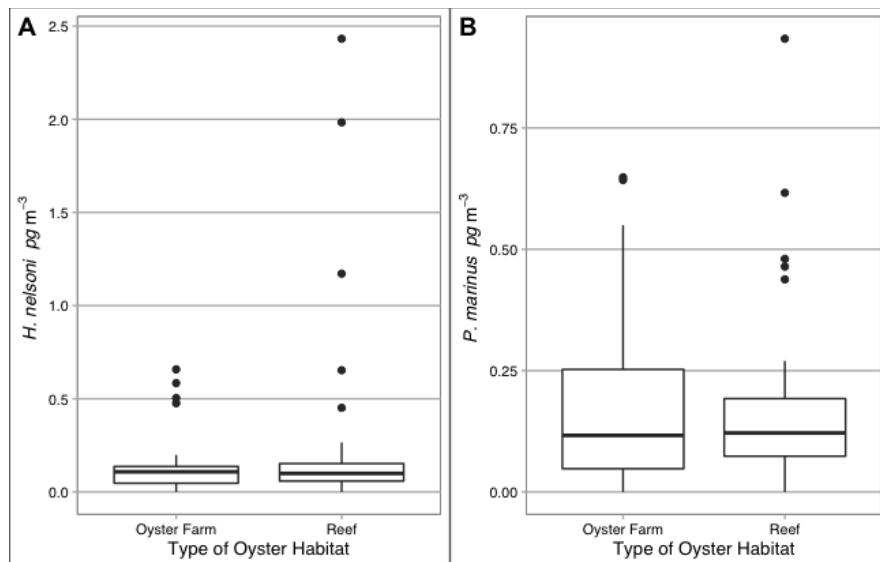 A
H. nelsoni pg m⁻³
2.5
2.0
1.5
1.0
0.5
0.0
Oyster Farm
Reef
Type of Oyster Habitat
B
P. marinus pg m⁻³
0.75
0.50
0.25
0.00
Oyster Farm
Reef
Type of Oyster Habitat